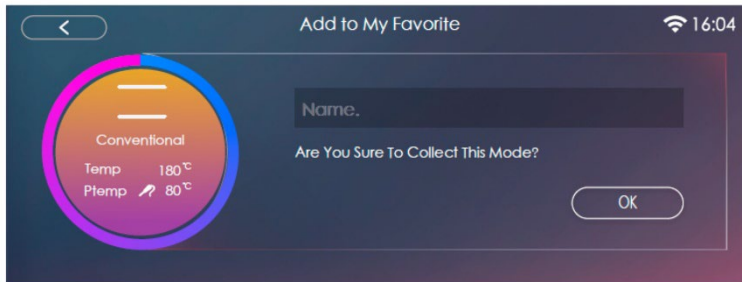 Add to My Favorite
16:04
Name.
Conventional
Are You Sure To Collect This Mode?
Temp 180℃
Ptemp 80℃
OK